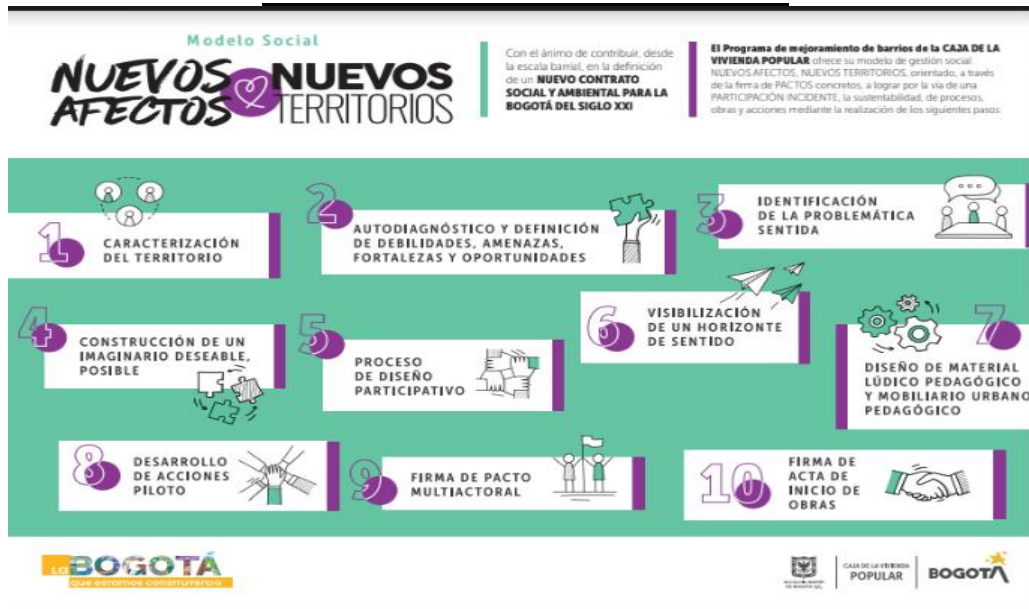 Modelo Social
NUEVOS NUEVOS
AFECTOS TERRITORIOS
Con el ánimo de contribuir, desde
la escala barrial, en la definición
de un NUEVO CONTRATO
SOCIAL Y AMBIENTAL PARA LA
BOGOTÁ DEL SIGLO XXI
El Programa de mejoramiento de barrios de la CAJA DE LA
VIVIENDA POPULAR ofrece su modelo de gestión social
NUEVOS AFECTOS, NUEVOS TERRITORIOS, orientado, a través
de la firma de PACTOS concretos, a lograr por la vía de una
PARTICIPACIÓN INCIDENTE, la sustentabilidad, de procesos,
obras y acciones mediante la realización de los siguientes pasos:
1
CARACTERIZACIÓN
DEL TERRITORIO
2
AUTODIAGNÓSTICO Y DEFINICIÓN
DE DEBILIDADES, AMENAZAS,
FORTALEZAS Y OPORTUNIDADES
3
IDENTIFICACIÓN
DE LA PROBLEMÁTICA
SENTIDA
4
CONSTRUCCIÓN DE UN
IMAGINARIO DESEABLE,
POSIBLE
5
PROCESO
DE DISEÑO
PARTICIPATIVO
6
VISIBILIZACIÓN
DE UN HORIZONTE
DE SENTIDO
7
DISEÑO DE MATERIAL
LÚDICO PEDAGÓGICO
Y MOBILIARIO URBANO
PEDAGÓGICO
8
DESARROLLO
DE ACCIONES
PILOTO
9
FIRMA DE PACTO
MULTIACTORAL
10
FIRMA DE
ACTA DE
INICIO DE
OBRAS
LA BOGOTÁ
que estamos construyendo
CAJA DE LA VIVIENDA
POPULAR
BOGOTÁ